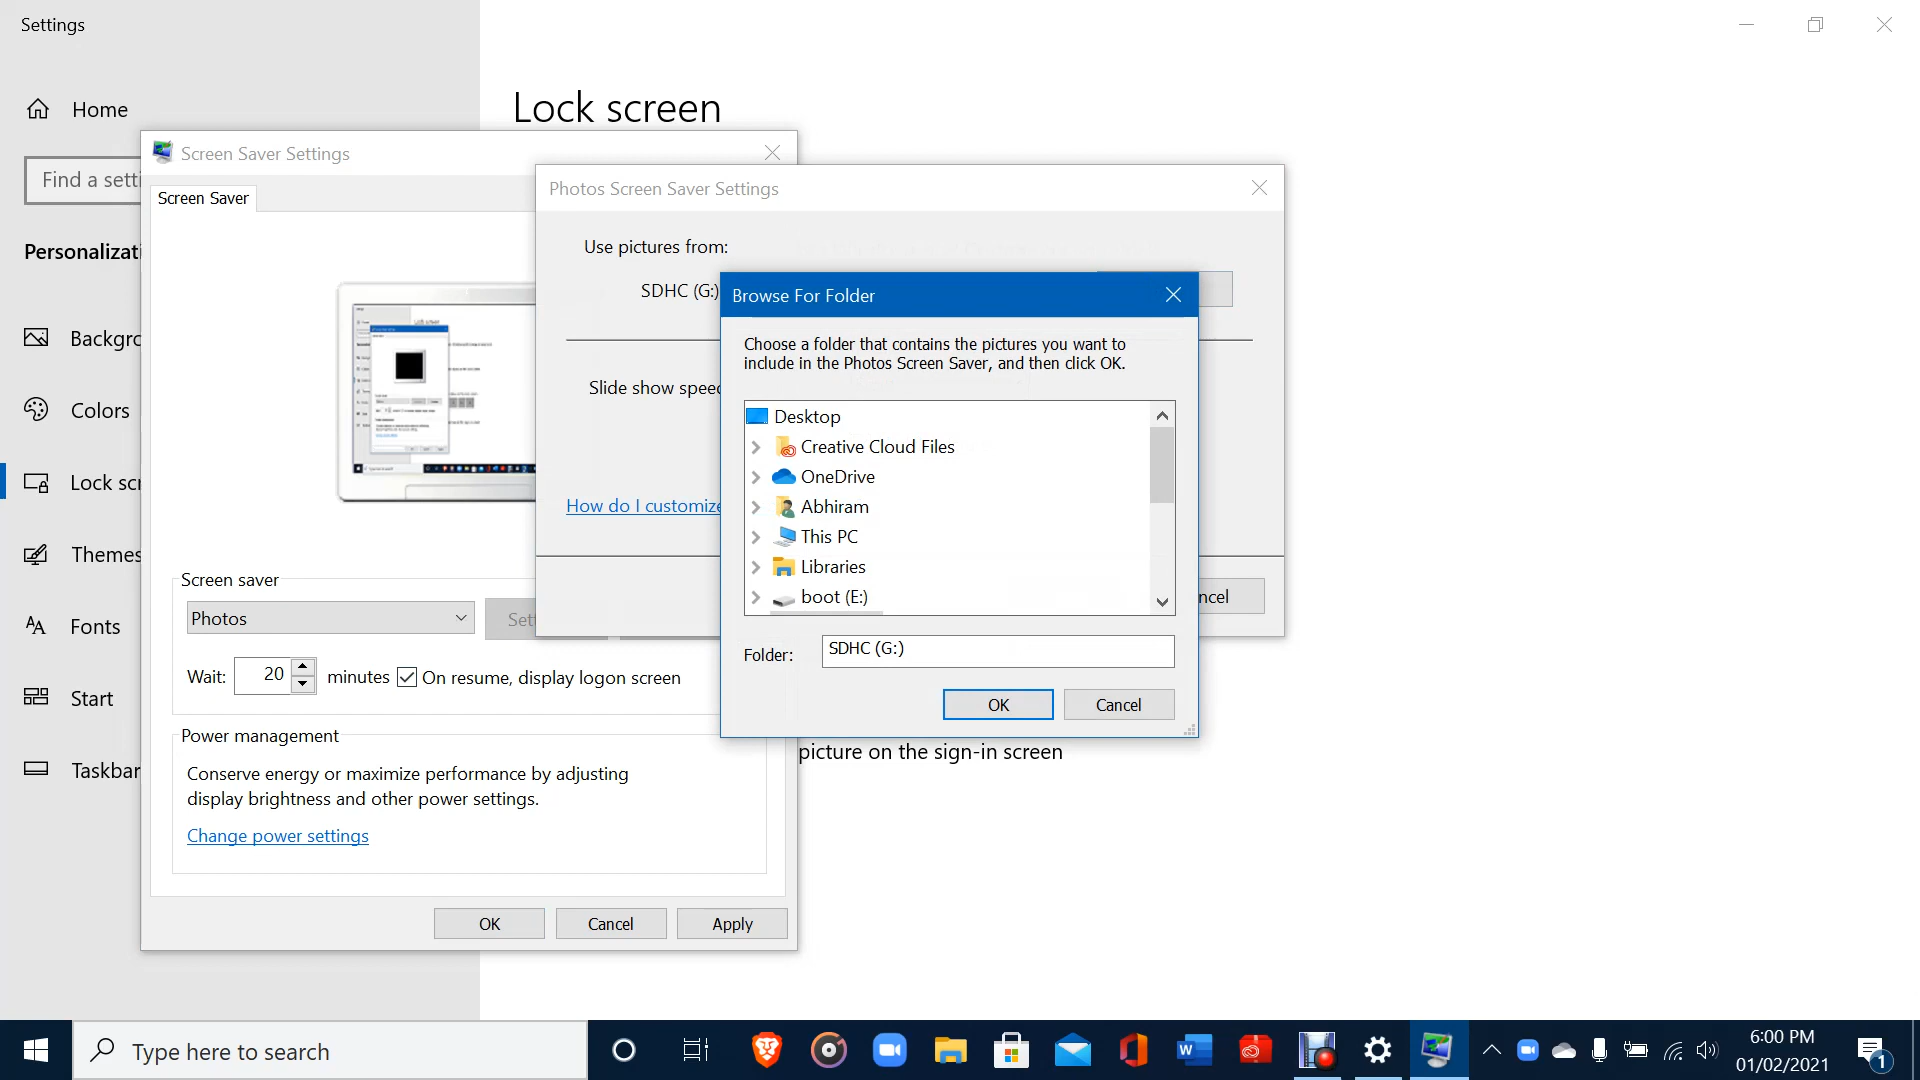 Settings
Home
Find a setti
Personalizati
Backgro
Colors
Lock scr
Themes
Fonts
Start
Taskbar
Lock screen
picture on the sign-in screen
Screen Saver Settings
Screen Saver
Screen saver
Photos
Sett
Wait: 20 minutes On resume, display logon screen
Power management
Conserve energy or maximize performance by adjusting
display brightness and other power settings.
Change power settings
OK Cancel Apply
Photos Screen Saver Settings
Use pictures from:
SDHC (G:)
Slide show speed
How do I customize
ncel
Browse For Folder
Choose a folder that contains the pictures you want to
include in the Photos Screen Saver, and then click OK.
Desktop
Creative Cloud Files
OneDrive
Abhiram
This PC
Libraries
boot (E:)
Folder: SDHC (G:)
OK Cancel
Type here to search
6:00 PM
01/02/2021
1